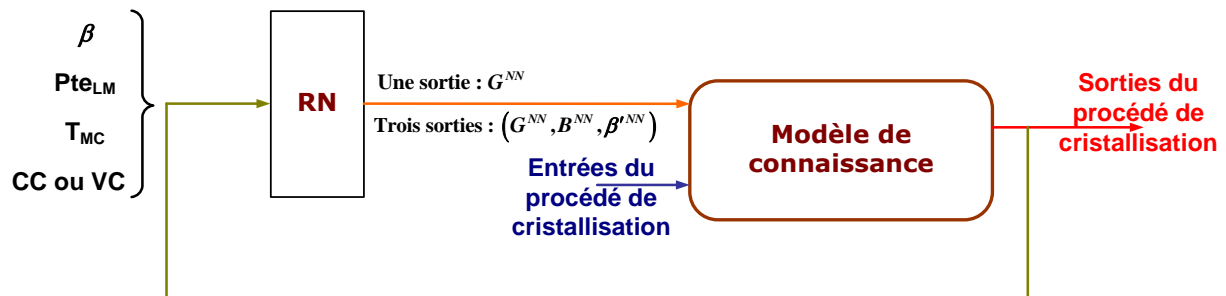 β
Pte_LM
T_MC
CC ou VC
RN
Une sortie : G^NN
Trois sorties : (G^NN, B^NN, β'^NN)
Entrées du
procédé de
cristallisation
Modèle de
connaissance
Sorties du
procédé de
cristallisation